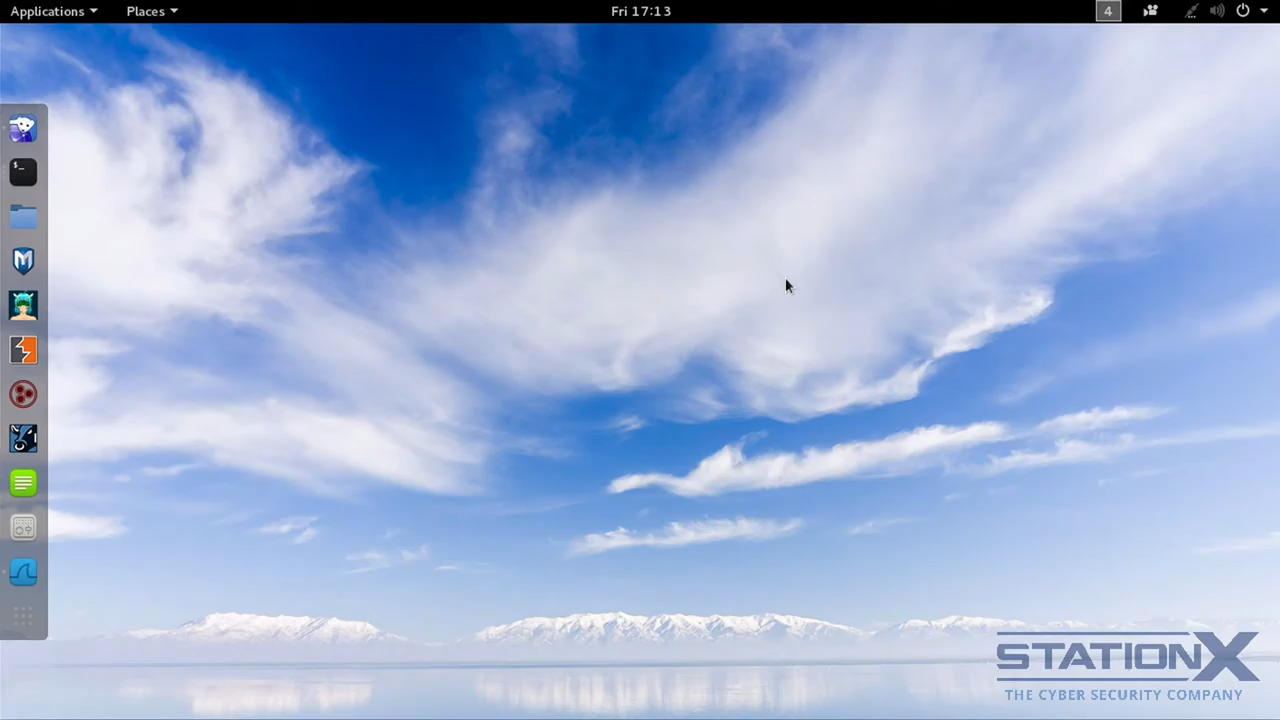 Applications
Places
Fri 17:13
4
$_
STATIONX
THE CYBER SECURITY COMPANY